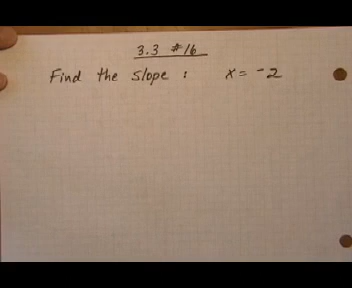 3.3 #16
Find the slope : x = -2